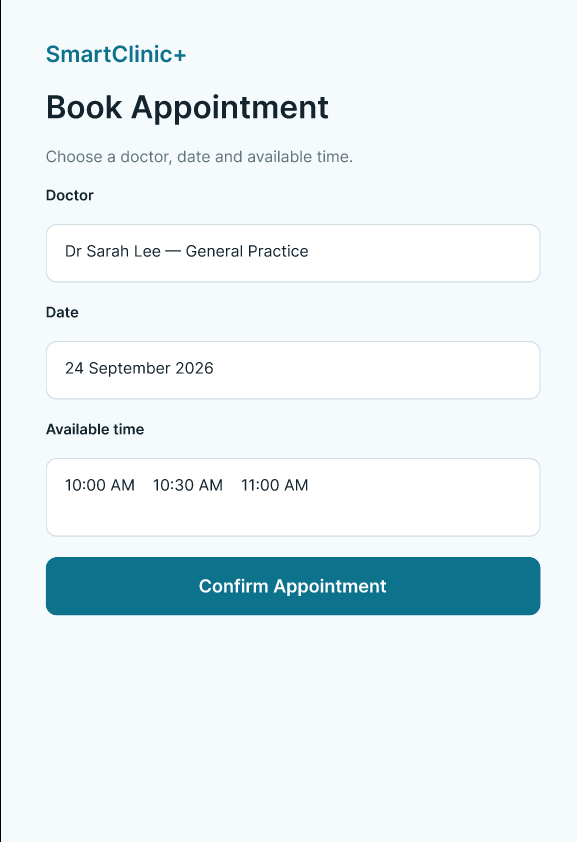 SmartClinic+
Book Appointment
Choose a doctor, date and available time.
Doctor
Dr Sarah Lee — General Practice
Date
24 September 2026
Available time
10:00 AM 10:30 AM 11:00 AM
Confirm Appointment